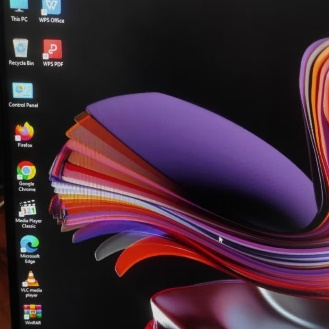 This PC
WPS Office
Recycle Bin
WPS PDF
Control Panel
Firefox
Google
Chrome
Media Player
Classic
Microsoft
Edge
VLC media
player
WinRAR